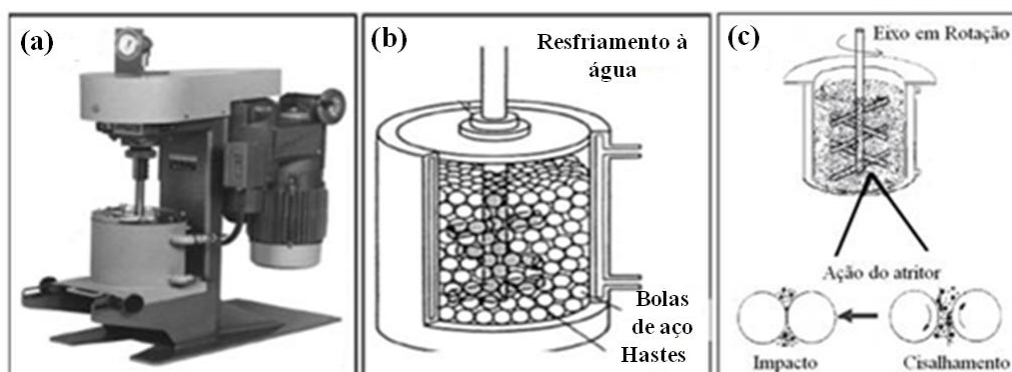 (a)
(b)
Resfriamento à
água
Bolas
de aço
Hastes
(c)
Eixo em Rotação
Ação do atritor
Impacto
Cisalhamento